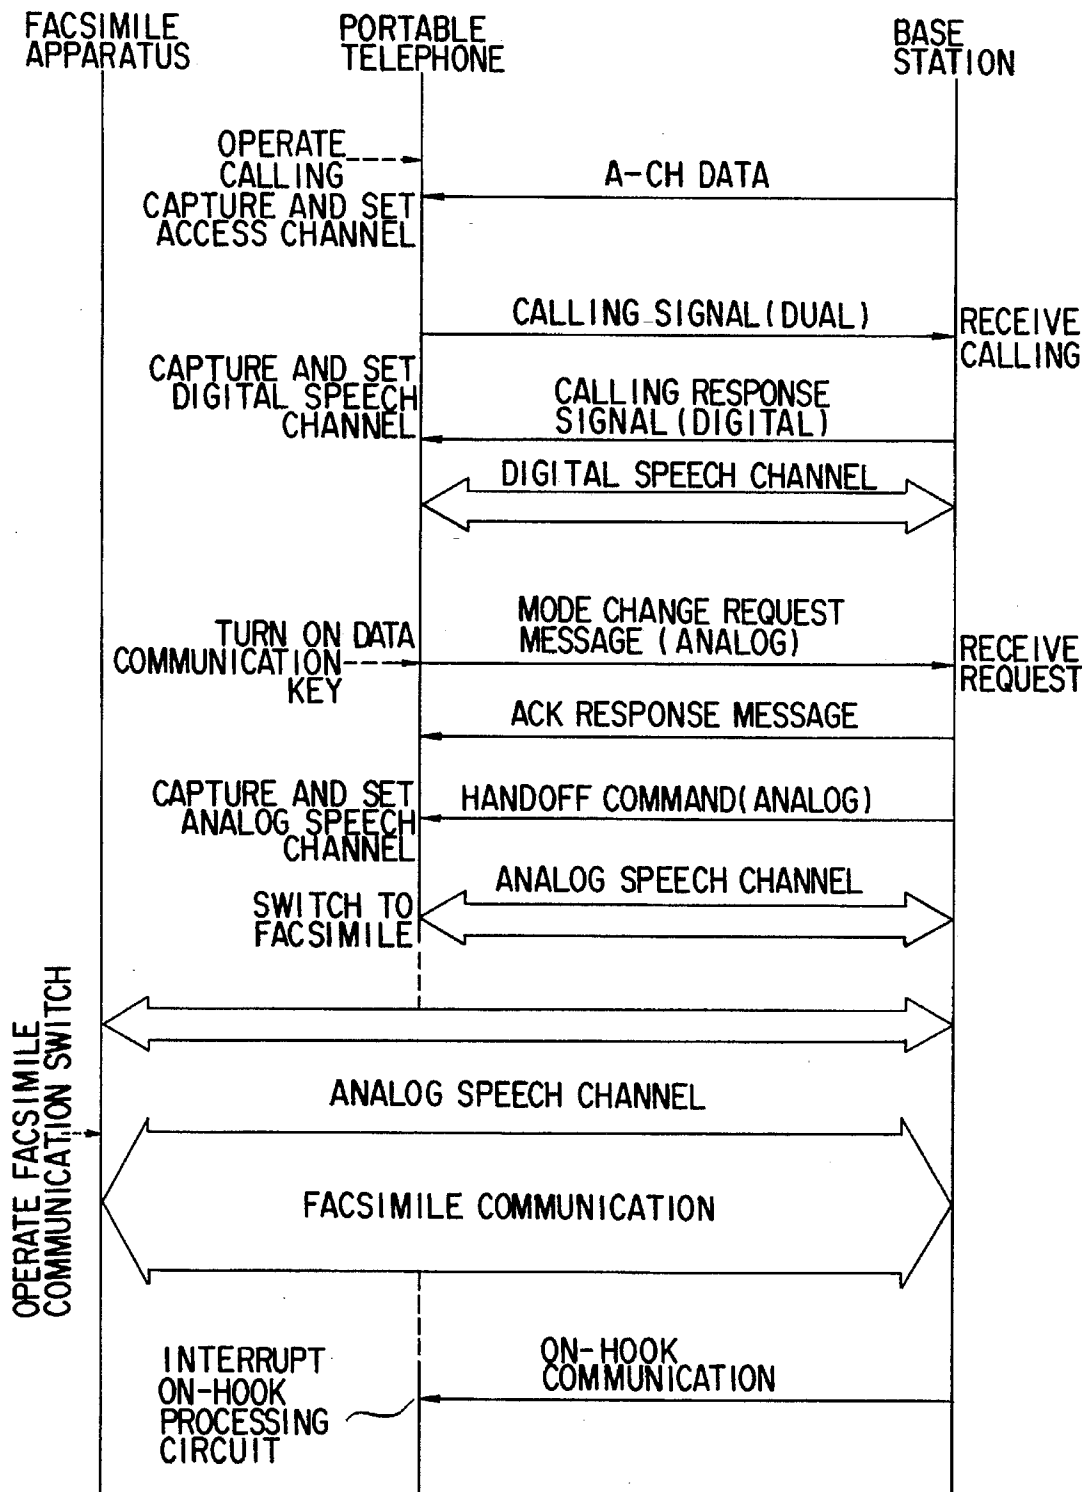 FACSIMILE
APPARATUS
PORTABLE
TELEPHONE
BASE
STATION
OPERATE
CALLING
A-CH DATA
CAPTURE AND SET
ACCESS CHANNEL
CALLING SIGNAL (DUAL)
RECEIVE
CALLING
CAPTURE AND SET
DIGITAL SPEECH
CHANNEL
CALLING RESPONSE
SIGNAL (DIGITAL)
DIGITAL SPEECH CHANNEL
TURN ON DATA
COMMUNICATION
KEY
MODE CHANGE REQUEST
MESSAGE (ANALOG)
RECEIVE
REQUEST
ACK RESPONSE MESSAGE
CAPTURE AND SET
ANALOG SPEECH
CHANNEL
HANDOFF COMMAND(ANALOG)
ANALOG SPEECH CHANNEL
SWITCH TO
FACSIMILE
OPERATE FACSIMILE
COMMUNICATION SWITCH
ANALOG SPEECH CHANNEL
FACSIMILE COMMUNICATION
INTERRUPT
ON-HOOK
PROCESSING
CIRCUIT
ON-HOOK
COMMUNICATION